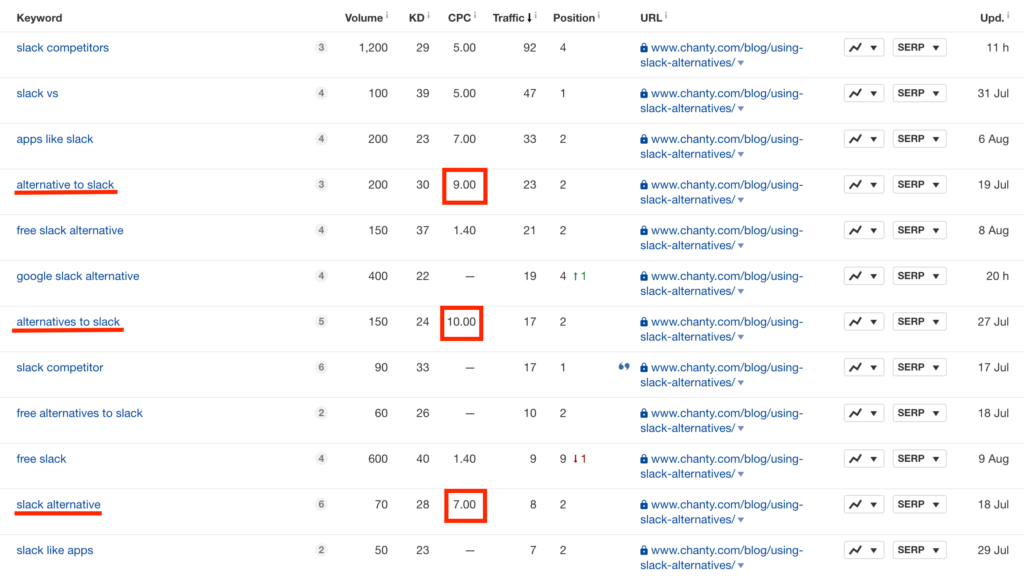 Keyword Volume i KD i CPC i Traffic i Position i URL i Upd. i
slack competitors 3 1,200 29 5.00 92 4 www.chanty.com/blog/using- SERP 11 h
slack-alternatives/
slack vs 4 100 39 5.00 47 1 www.chanty.com/blog/using- SERP 31 Jul
slack-alternatives/
apps like slack 4 200 23 7.00 33 2 www.chanty.com/blog/using- SERP 6 Aug
slack-alternatives/
alternative to slack 3 200 30 9.00 23 2 www.chanty.com/blog/using- SERP 19 Jul
slack-alternatives/
free slack alternative 4 150 37 1.40 21 2 www.chanty.com/blog/using- SERP 8 Aug
slack-alternatives/
google slack alternative 4 400 22 — 19 4 ↑1 www.chanty.com/blog/using- SERP 20 h
slack-alternatives/
alternatives to slack 5 150 24 10.00 17 2 www.chanty.com/blog/using- SERP 27 Jul
slack-alternatives/
slack competitor 6 90 33 — 17 1 www.chanty.com/blog/using- SERP 17 Jul
slack-alternatives/
free alternatives to slack 2 60 26 — 10 2 www.chanty.com/blog/using- SERP 18 Jul
slack-alternatives/
free slack 4 600 40 1.40 9 9 ↓1 www.chanty.com/blog/using- SERP 9 Aug
slack-alternatives/
slack alternative 6 70 28 7.00 8 2 www.chanty.com/blog/using- SERP 18 Jul
slack-alternatives/
slack like apps 2 50 23 — 7 2 www.chanty.com/blog/using- SERP 29 Jul
slack-alternatives/